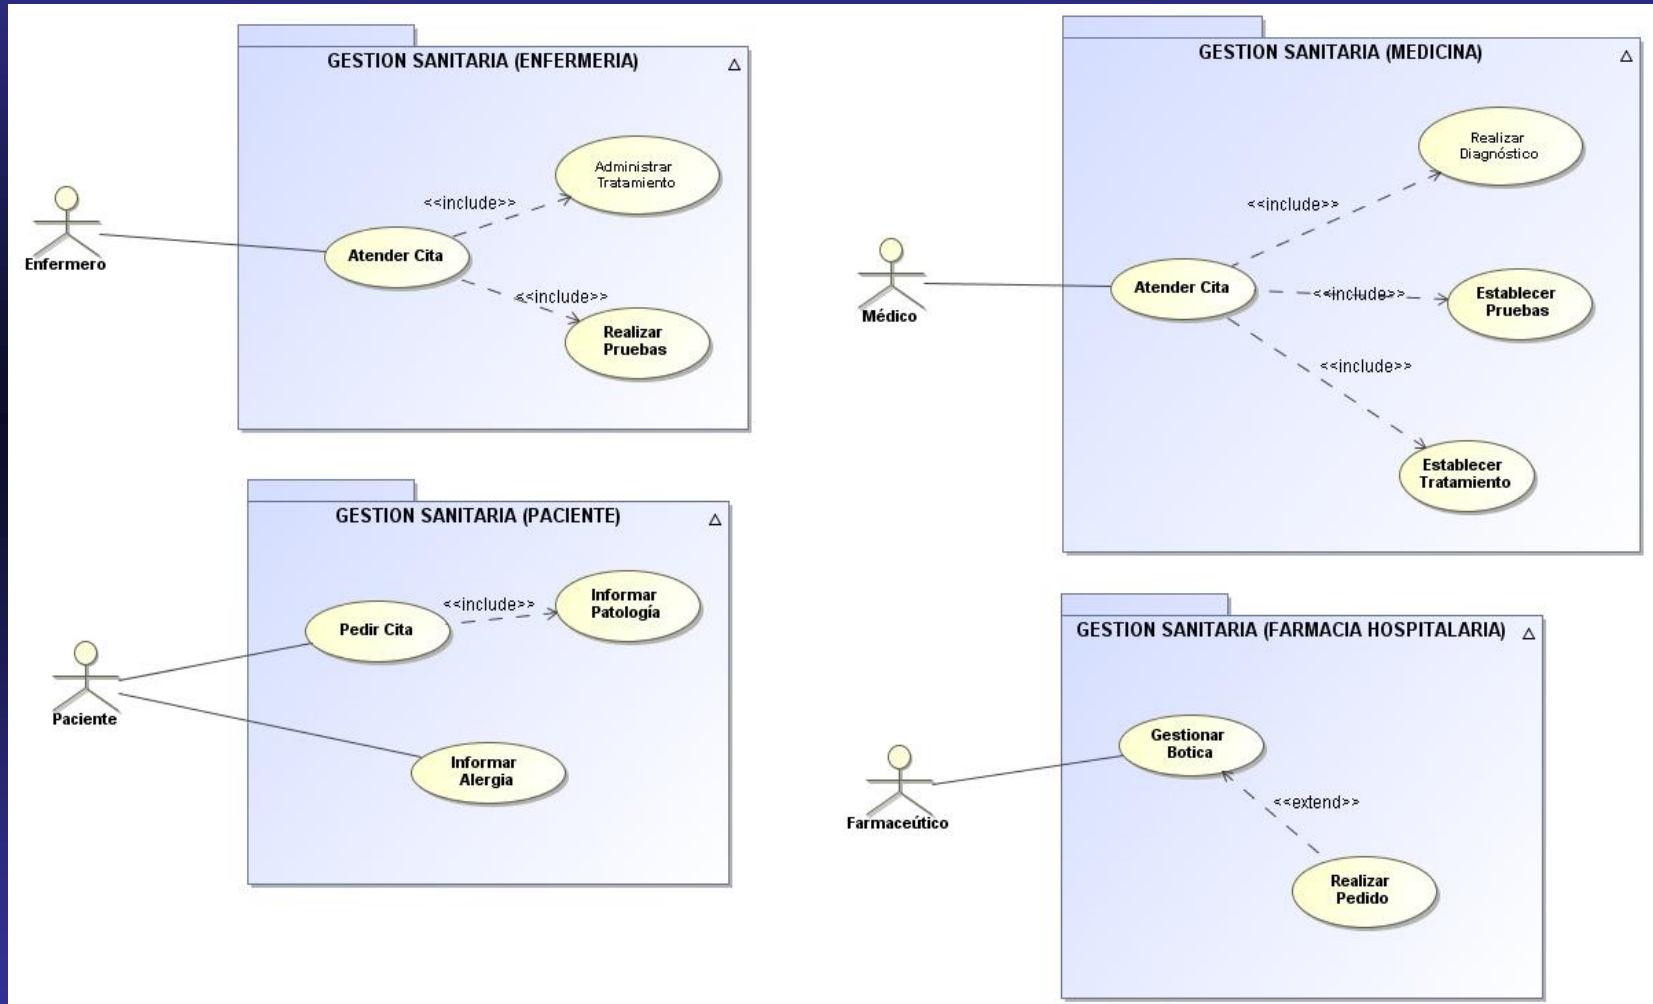 GESTION SANITARIA (ENFERMERIA)
Administrar
Tratamiento
<<include>>
Atender Cita
Enfermero
<<include>>
Realizar
Pruebas
GESTION SANITARIA (MEDICINA)
Realizar
Diagnóstico
<<include>>
Atender Cita
<<include>>
Establecer
Pruebas
Médico
<<include>>
Establecer
Tratamiento
GESTION SANITARIA (PACIENTE)
Informar
Patología
<<include>>
Pedir Cita
Paciente
Informar
Alergia
GESTION SANITARIA (FARMACIA HOSPITALARIA)
Gestionar
Botica
<<extend>>
Farmaceútico
Realizar
Pedido